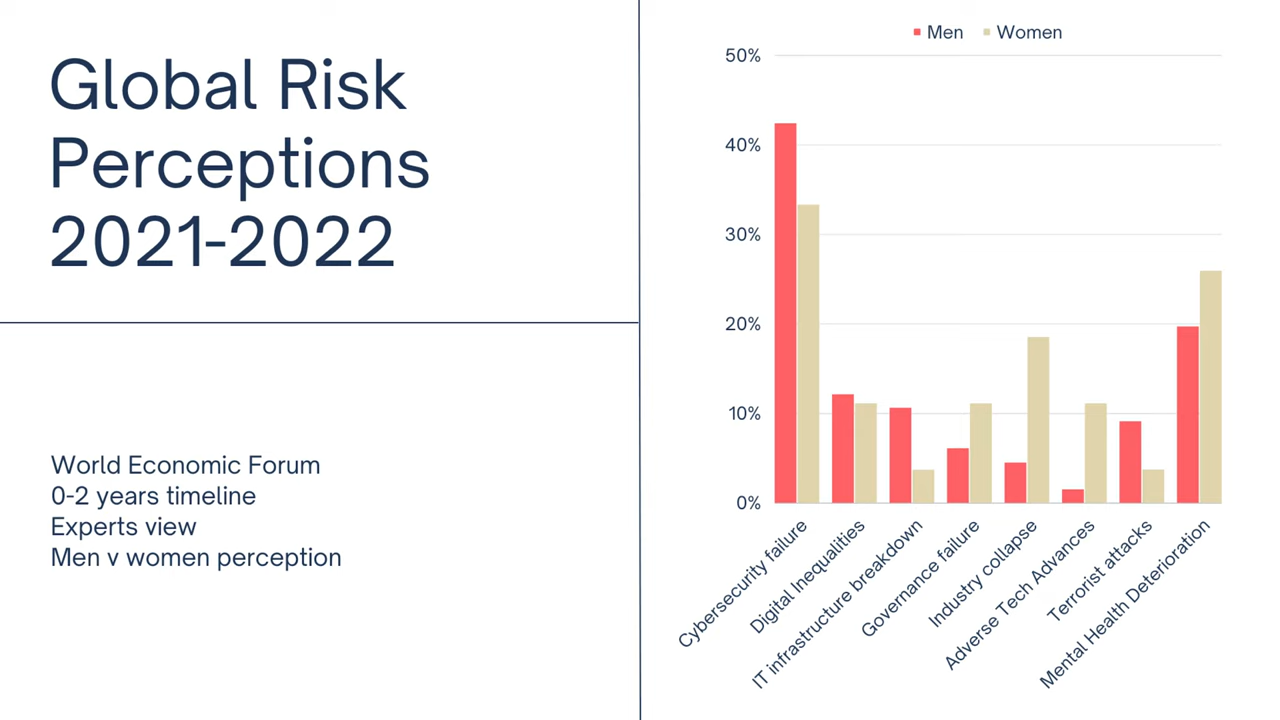 Global Risk
Perceptions
2021-2022
World Economic Forum
0-2 years timeline
Experts view
Men v women perception
Men Women
50%
40%
30%
20%
10%
0%
Cybersecurity failure
Digital Inequalities
IT infrastructure breakdown
Governance failure
Industry collapse
Adverse Tech Advances
Terrorist attacks
Mental Health Deterioration